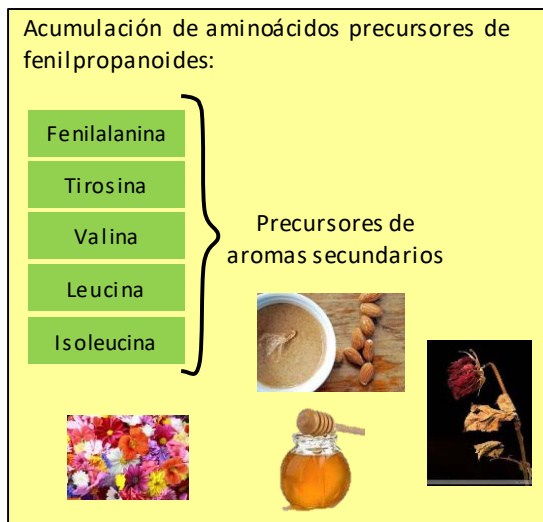 Acumulación de aminoácidos precursores de
fenilpropanoides:
Fenilalanina
Tirosina
Valina
Leucina
Isoleucina
Precursores de
aromas secundarios